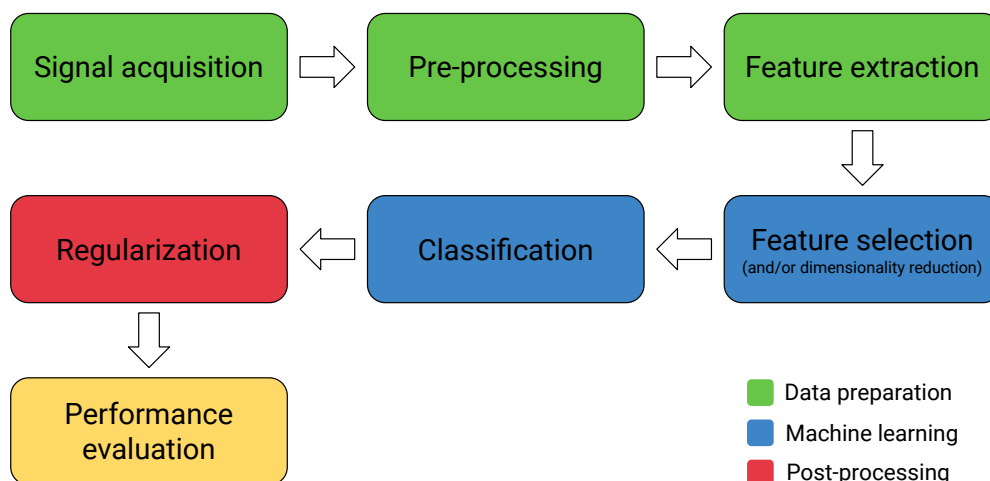 Signal acquisition
Pre-processing
Feature extraction
Regularization
Classification
Feature selection
(and/or dimensionality reduction)
Performance
evaluation
Data preparation
Machine learning
Post-processing